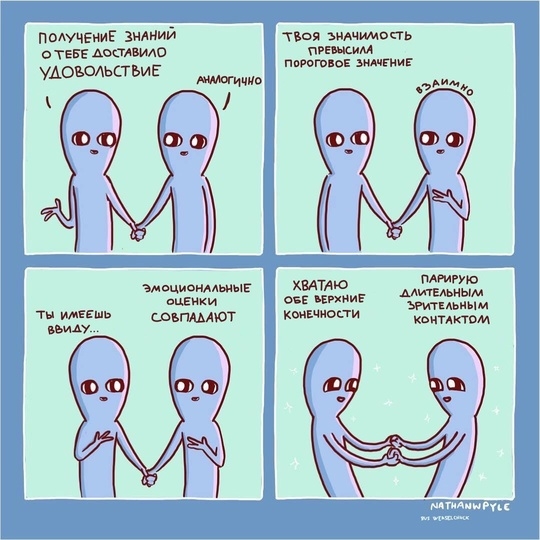 ПОЛУЧЕНИЕ ЗНАНИЙ
О ТЕБЕ ДОСТАВИЛО
УДОВОЛЬСТВИЕ
АНАЛОГИЧНО
ТВОЯ ЗНАЧИМОСТЬ
ПРЕВЫСИЛА
ПОРОГОВОЕ ЗНАЧЕНИЕ
ВЗАИМНО
ТЫ ИМЕЕШЬ
ВВИДУ...
ЭМОЦИОНАЛЬНЫЕ
ОЦЕНКИ
СОВПАДАЮТ
ХВАТАЮ
ОБЕ ВЕРХНИЕ
КОНЕЧНОСТИ
ПАРИРУЮ
ДЛИТЕЛЬНЫМ
ЗРИТЕЛЬНЫМ
КОНТАКТОМ
NATHANWPYLE